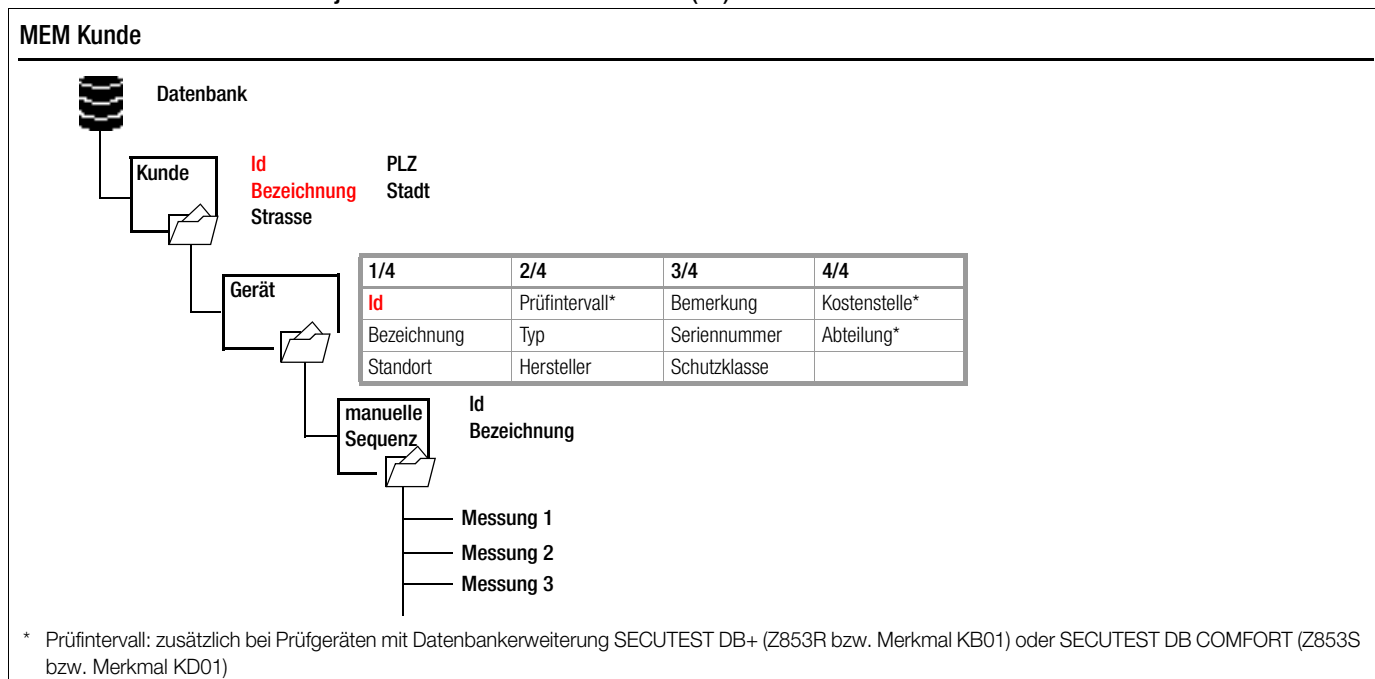 MEM Kunde
Datenbank
Kunde
Id PLZ
Bezeichnung Stadt
Strasse
Gerät
1/4 2/4 3/4 4/4
Id Prüfintervall* Bemerkung Kostenstelle*
Bezeichnung Typ Seriennummer Abteilung*
Standort Hersteller Schutzklasse
manuelle
Sequenz
Id
Bezeichnung
Messung 1
Messung 2
Messung 3
* Prüfintervall: zusätzlich bei Prüfgeräten mit Datenbankerweiterung SECUTEST DB+ (Z853R bzw. Merkmal KB01) oder SECUTEST DB COMFORT (Z853S
bzw. Merkmal KD01)